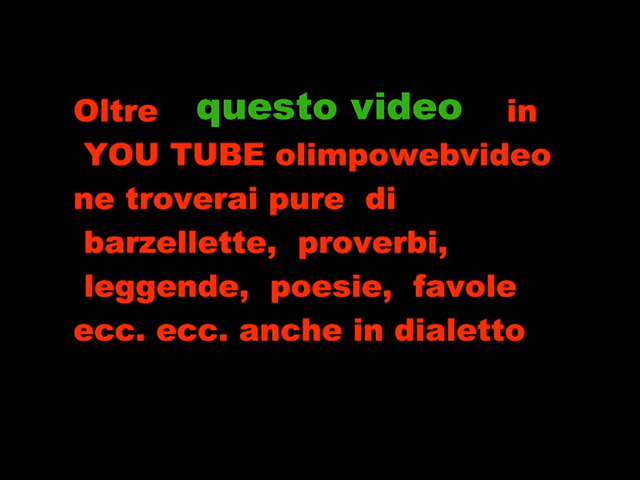 Oltre questo video in
YOU TUBE olimpowebvideo
ne troverai pure di
barzellette, proverbi,
leggende, poesie, favole
ecc. ecc. anche in dialetto